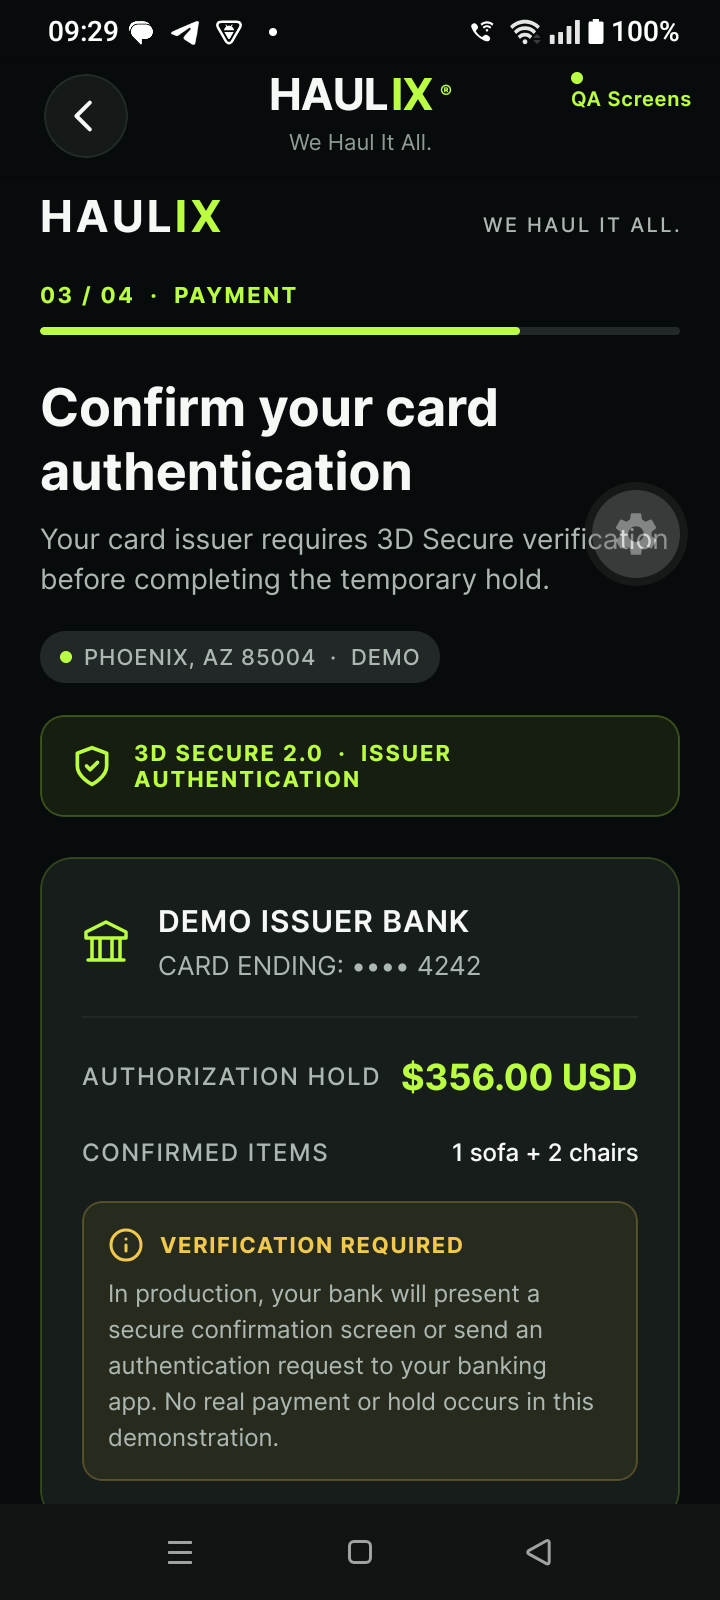 09:29
100%
HAULIX ®
We Haul It All.
QA Screens
HAULIX
WE HAUL IT ALL.
03 / 04 · PAYMENT
Confirm your card
authentication
Your card issuer requires 3D Secure verification
before completing the temporary hold.
PHOENIX, AZ 85004 · DEMO
3D SECURE 2.0 · ISSUER
AUTHENTICATION
DEMO ISSUER BANK
CARD ENDING: •••• 4242
AUTHORIZATION HOLD $356.00 USD
CONFIRMED ITEMS 1 sofa + 2 chairs
VERIFICATION REQUIRED
In production, your bank will present a
secure confirmation screen or send an
authentication request to your banking
app. No real payment or hold occurs in this
demonstration.